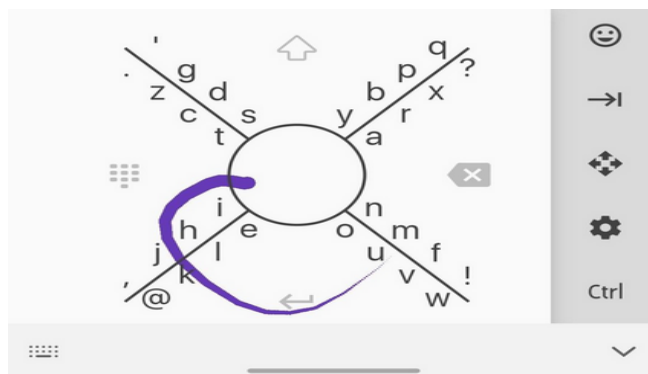 ' q
. g p ?
z d b x
c s y r
t a
i n
h e o m
j l u f
, k v !
@ w
Ctrl